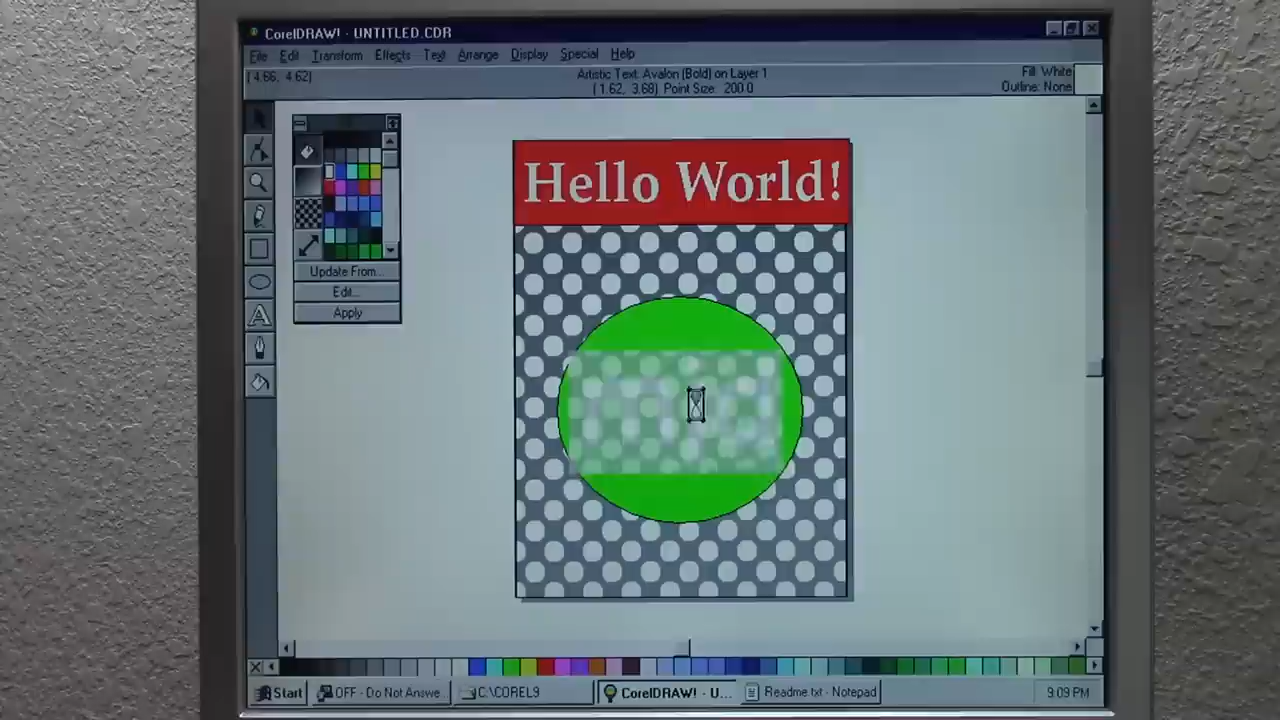 CorelDRAW! - UNTITLED.CDR
File Edit Transform Effects Text Arrange Display Special Help
(4.66, 4.62)
Artistic Text: Avalon (Bold) on Layer 1
(1.62, 3.68) Point Size: 200.0
Fill: White
Outline: None
Hello World!
A
Update From...
Edit...
Apply
Start
OFF - Do Not Answe...
C:\COREL9
CorelDRAW! - U...
Readme.txt - Notepad
9:09 PM